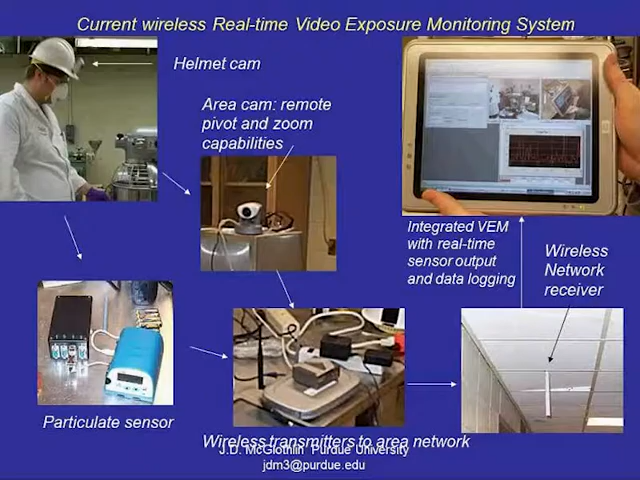 Current wireless Real-time Video Exposure Monitoring System
Helmet cam
Area cam: remote
pivot and zoom
capabilities
Integrated VEM
with real-time
sensor output
and data logging
Wireless
Network
receiver
Particulate sensor
Wireless transmitters to area network
J.D. McGlothlin Purdue University
jdm3@purdue.edu